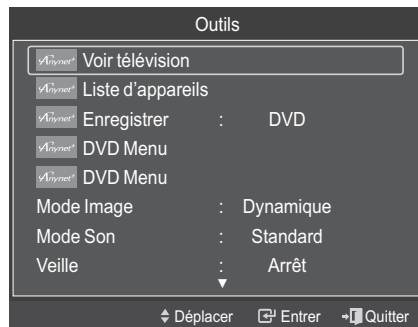 Outils
Anynet+ Voir télévision
Anynet+ Liste d'appareils
Anynet+ Enregistrer : DVD
Anynet+ DVD Menu
Anynet+ DVD Menu
Mode Image : Dynamique
Mode Son : Standard
Veille : Arrêt
Déplacer Entrer Quitter